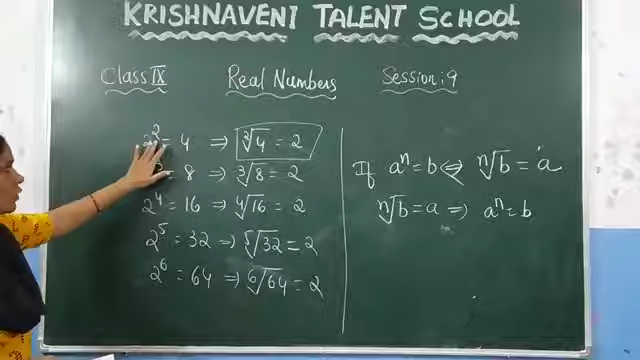 KRISHNAVENI TALENT SCHOOL
Class IX Real Numbers Session:9
2² = 4 ⇒ ²√4 = 2
³ = 8 ⇒ ³√8 = 2
2⁴ = 16 ⇒ ⁴√16 = 2
2⁵ = 32 ⇒ ⁵√32 = 2
2⁶ = 64 ⇒ ⁶√64 = 2
If aⁿ = b ⇔ ⁿ√b = a
ⁿ√b = a ⇒ aⁿ = b